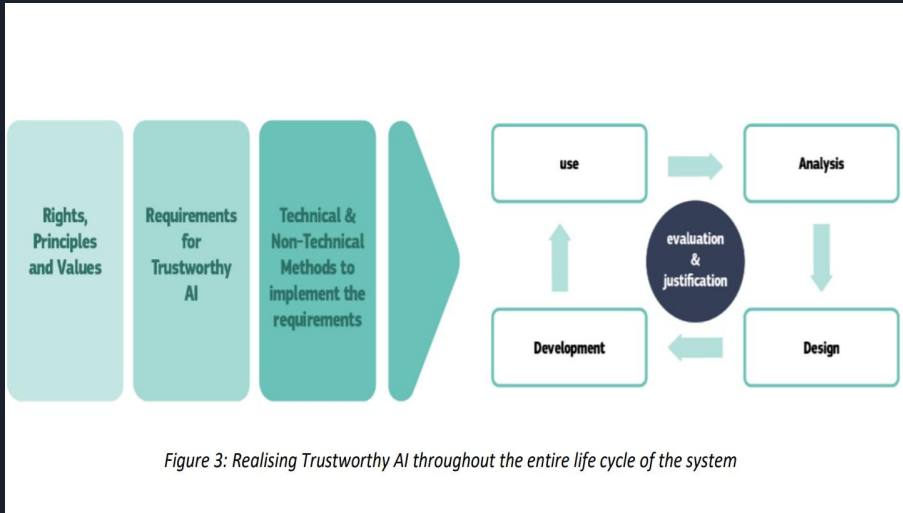 Rights,
Principles
and Values
Requirements
for
Trustworthy
AI
Technical &
Non-Technical
Methods to
implement the
requirements
use
Analysis
evaluation
&
justification
Development
Design
Figure 3: Realising Trustworthy AI throughout the entire life cycle of the system